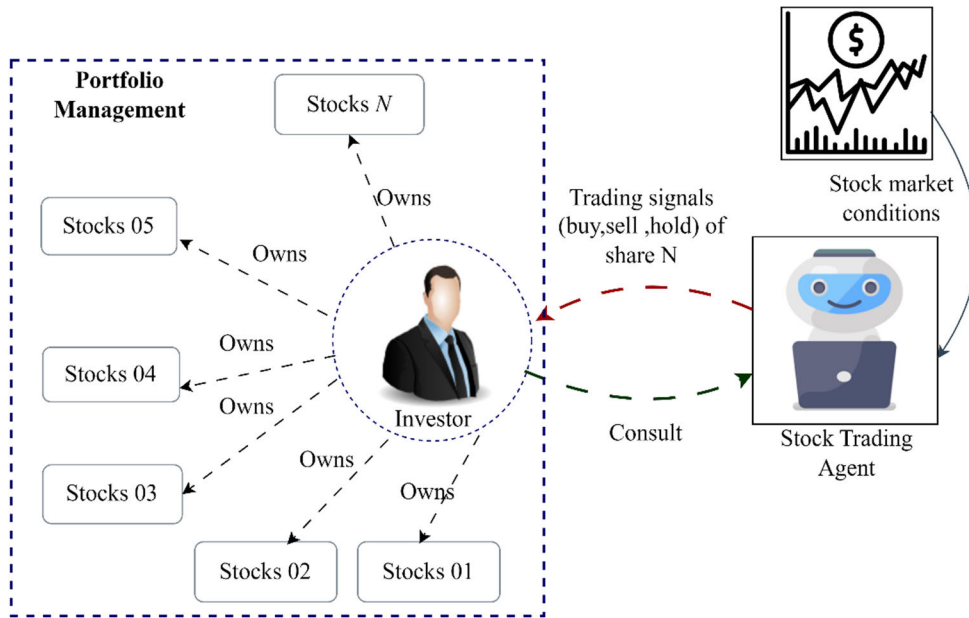 Portfolio
Management
Stocks N
Owns
Stocks 05
Owns
Stocks 04
Owns
Owns
Stocks 03
Owns
Stocks 02
Owns
Stocks 01
Investor
Trading signals
(buy,sell ,hold) of
share N
Consult
$
Stock market
conditions
Stock Trading
Agent